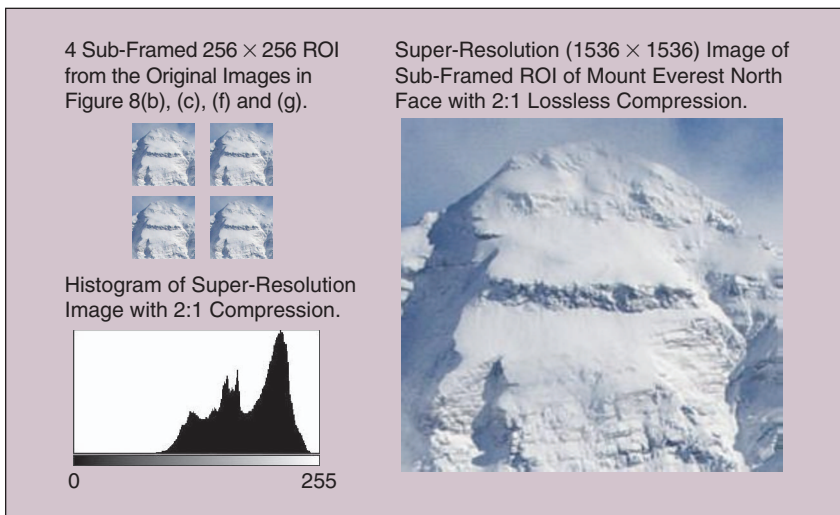 4 Sub-Framed 256 × 256 ROI
from the Original Images in
Figure 8(b), (c), (f) and (g).
Histogram of Super-Resolution
Image with 2:1 Compression.
0
255
Super-Resolution (1536 × 1536) Image of
Sub-Framed ROI of Mount Everest North
Face with 2:1 Lossless Compression.